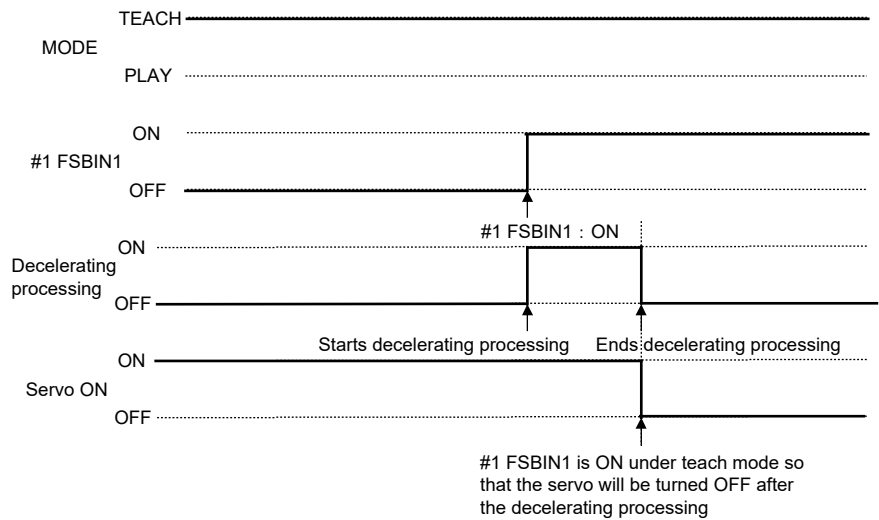 TEACH
MODE
PLAY
ON
#1 FSBIN1
OFF
#1 FSBIN1：ON
ON
Decelerating
processing
OFF
Starts decelerating processing
Ends decelerating processing
ON
Servo ON
OFF
#1 FSBIN1 is ON under teach mode so
that the servo will be turned OFF after
the decelerating processing